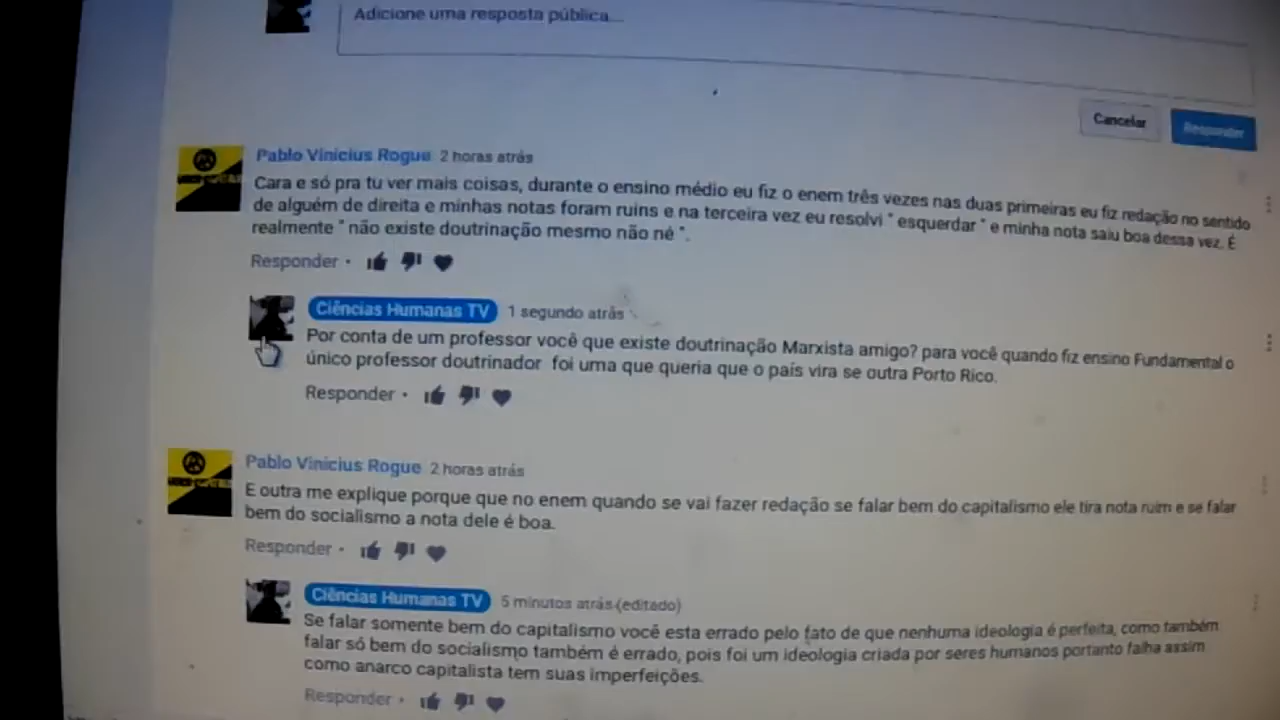 Adicione uma resposta pública...
Cancelar
Responder
Pablo Vinicius Rogue 2 horas atrás
Cara e só pra tu ver mais coisas, durante o ensino médio eu fiz o enem três vezes nas duas primeiras eu fiz redação no sentido
de alguém de direita e minhas notas foram ruins e na terceira vez eu resolvi " esquerdar " e minha nota saiu boa dessa vez. É
realmente " não existe doutrinação mesmo não né ".
Responder •
Ciências Humanas TV 1 segundo atrás
Por conta de um professor você que existe doutrinação Marxista amigo? para você quando fiz ensino Fundamental o
único professor doutrinador foi uma que queria que o país vira se outra Porto Rico.
Responder •
Pablo Vinicius Rogue 2 horas atrás
E outra me explique porque que no enem quando se vai fazer redação se falar bem do capitalismo ele tira nota ruim e se falar
bem do socialismo a nota dele é boa.
Responder •
Ciências Humanas TV 5 minutos atrás (editado)
Se falar somente bem do capitalismo você esta errado pelo fato de que nenhuma ideologia é perfeita, como também
falar só bem do socialismo também é errado, pois foi um ideologia criada por seres humanos portanto falha assim
como anarco capitalista tem suas imperfeições.
Responder •